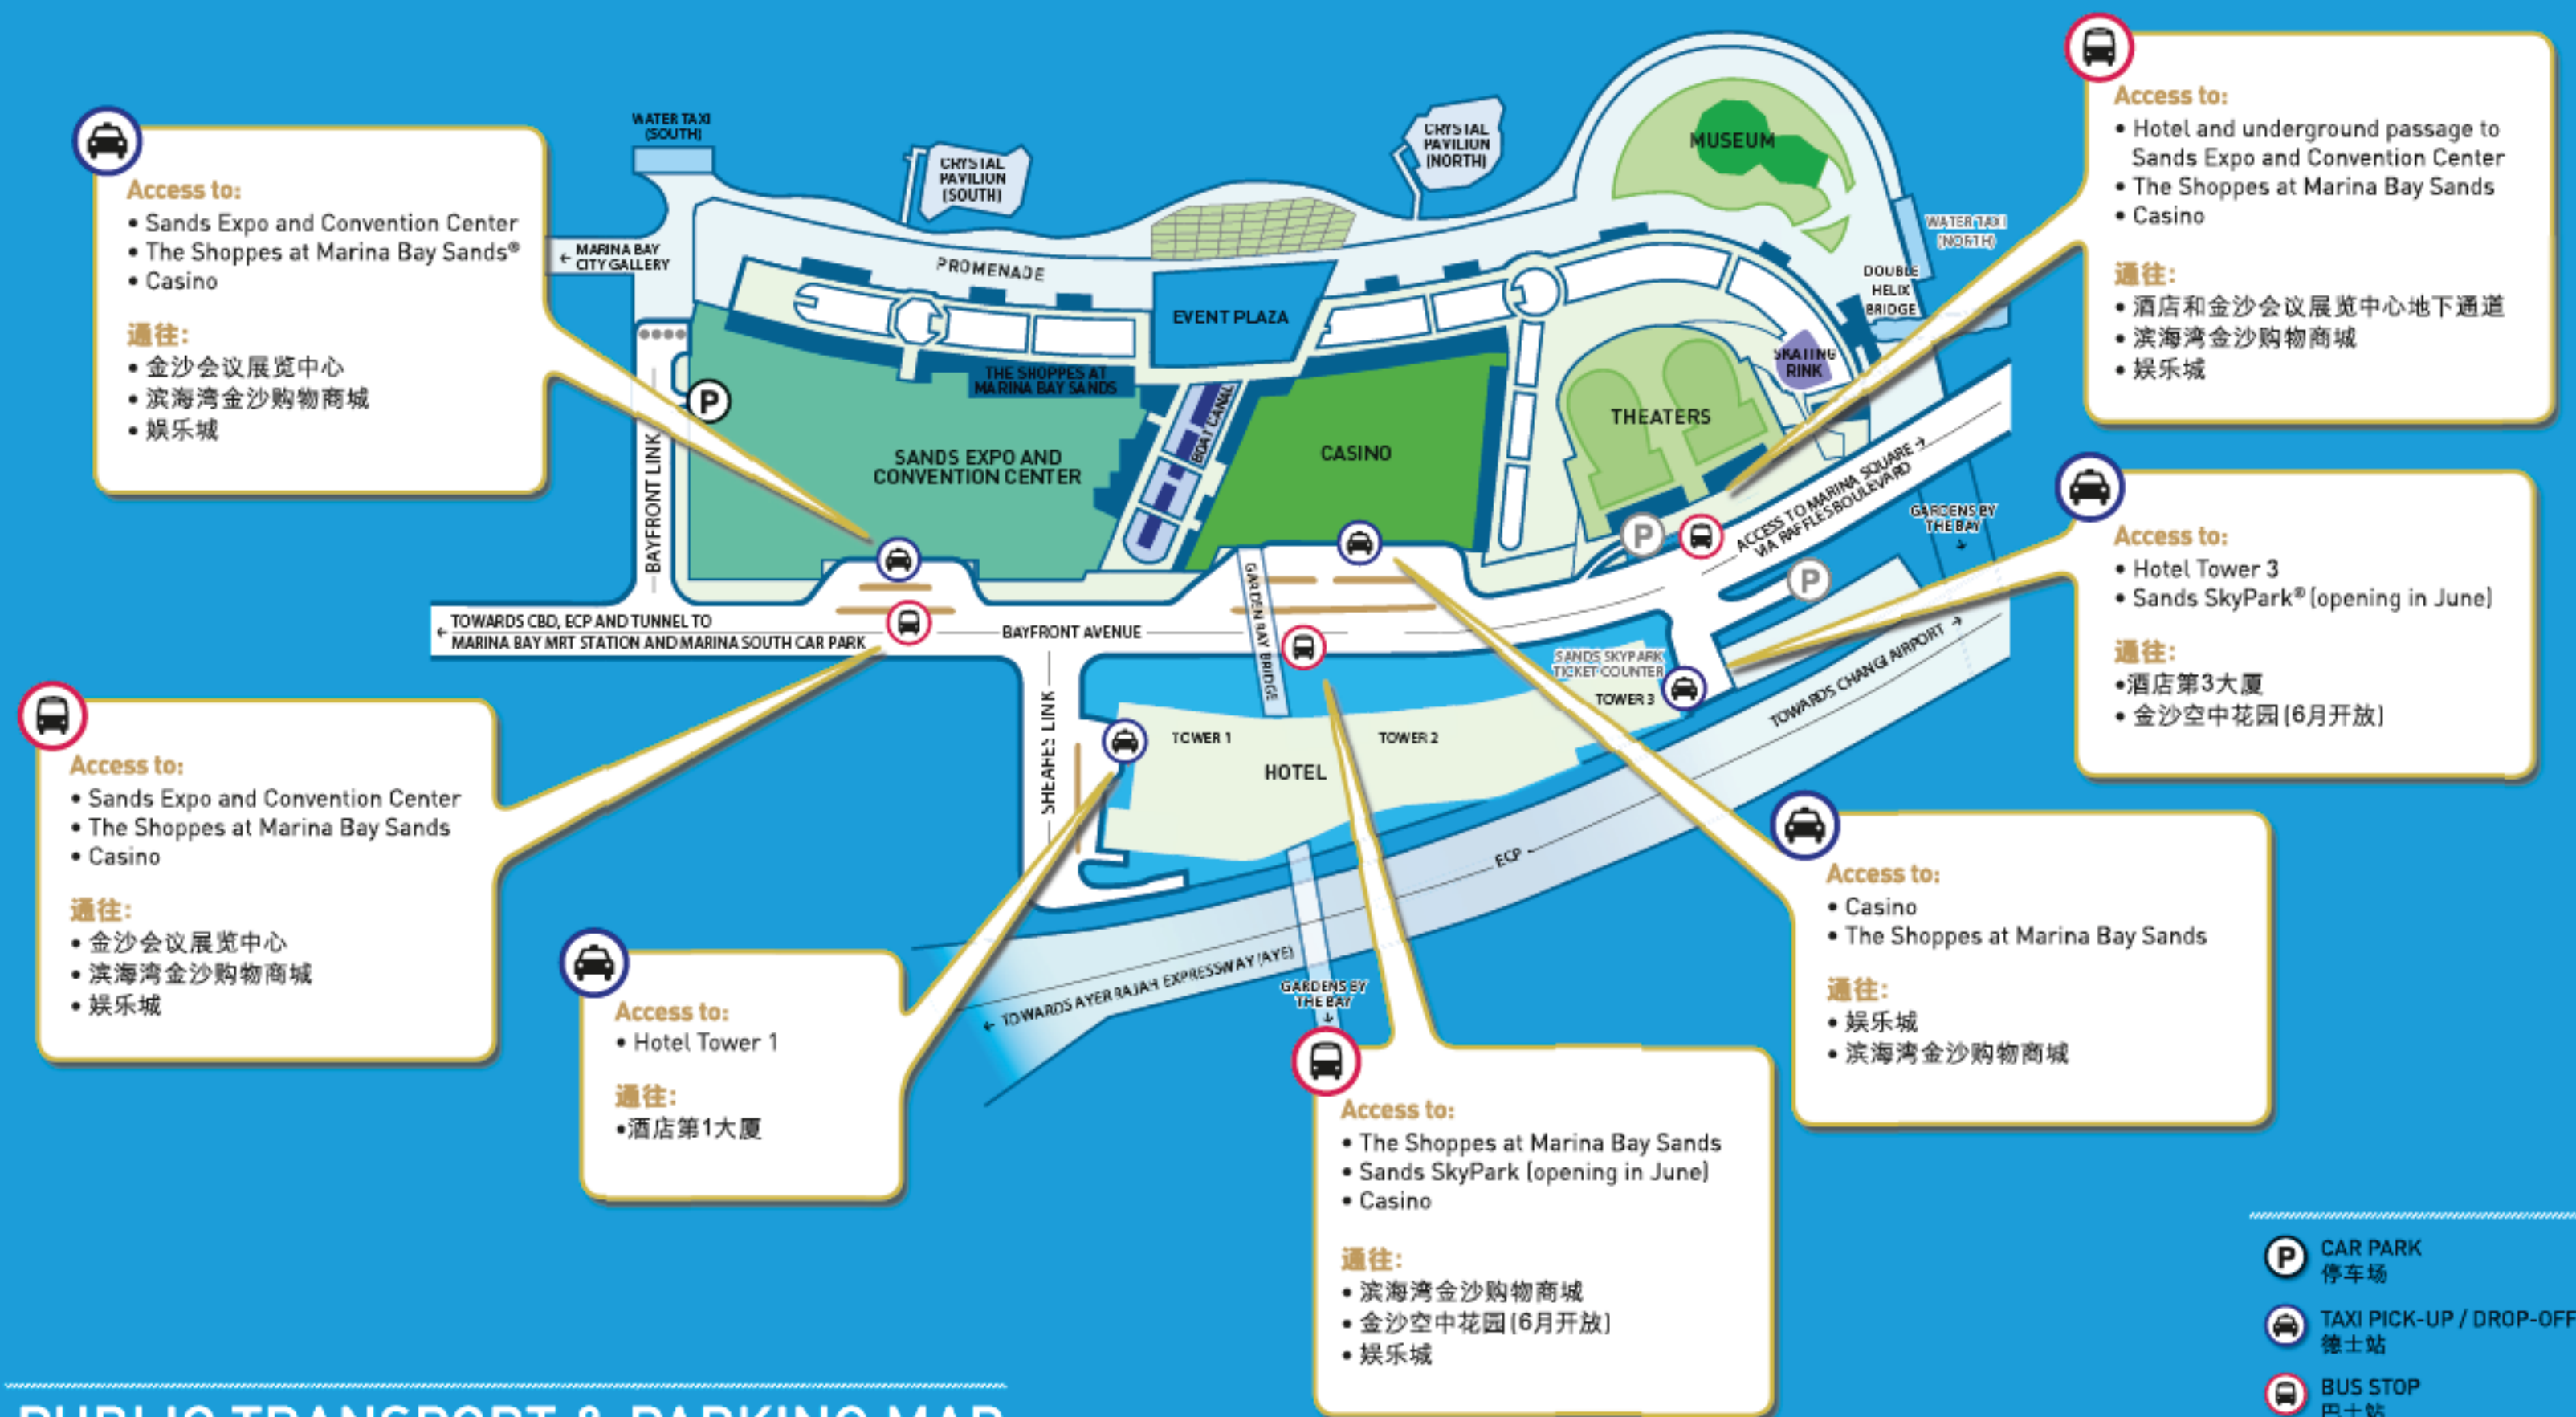 Access to:
• Sands Expo and Convention Center
• The Shoppes at Marina Bay Sands®
• Casino
通往:
• 金沙会议展览中心
• 滨海湾金沙购物商城
• 娱乐城
WATER TAXI
(SOUTH)
← MARINA BAY
CITY GALLERY
CRYSTAL
PAVILION
(SOUTH)
CRYSTAL
PAVILION
(NORTH)
MUSEUM
WATER TAXI
(NORTH)
DOUBLE
HELIX
BRIDGE
PROMENADE
EVENT PLAZA
THE SHOPPES AT
MARINA BAY SANDS
SKATING
RINK
P
BAYFRONT LINK
SANDS EXPO AND
CONVENTION CENTER
BOAT CANAL
CASINO
THEATERS
P
ACCESS TO MARINA SQUARE →
VIA RAFFLES BOULEVARD
GARDENS BY
THE BAY
↓
P
Access to:
• Hotel and underground passage to
Sands Expo and Convention Center
• The Shoppes at Marina Bay Sands
• Casino
通往:
• 酒店和金沙会议展览中心地下通道
• 滨海湾金沙购物商城
• 娱乐城
Access to:
• Hotel Tower 3
• Sands SkyPark® (opening in June)
通往:
•酒店第3大厦
• 金沙空中花园(6月开放)
← TOWARDS CBD, ECP AND TUNNEL TO
MARINA BAY MRT STATION AND MARINA SOUTH CAR PARK
BAYFRONT AVENUE
GARDEN BAY BRIDGE
SANDS SKYPARK
TICKET COUNTER
TOWER 3
TOWARDS CHANGI AIRPORT →
SHEARES LINK
TOWER 1
TOWER 2
HOTEL
ECP
← TOWARDS AYER RAJAH EXPRESSWAY (AYE)
GARDENS BY
THE BAY
↓
Access to:
• Sands Expo and Convention Center
• The Shoppes at Marina Bay Sands
• Casino
通往:
• 金沙会议展览中心
• 滨海湾金沙购物商城
• 娱乐城
Access to:
• Hotel Tower 1
通往:
•酒店第1大厦
Access to:
• The Shoppes at Marina Bay Sands
• Sands SkyPark (opening in June)
• Casino
通往:
• 滨海湾金沙购物商城
• 金沙空中花园(6月开放)
• 娱乐城
Access to:
• Casino
• The Shoppes at Marina Bay Sands
通往:
• 娱乐城
• 滨海湾金沙购物商城
P CAR PARK
停车场
TAXI PICK-UP / DROP-OFF
德士站
BUS STOP
巴士站
PUBLIC TRANSPORT & PARKING MAP